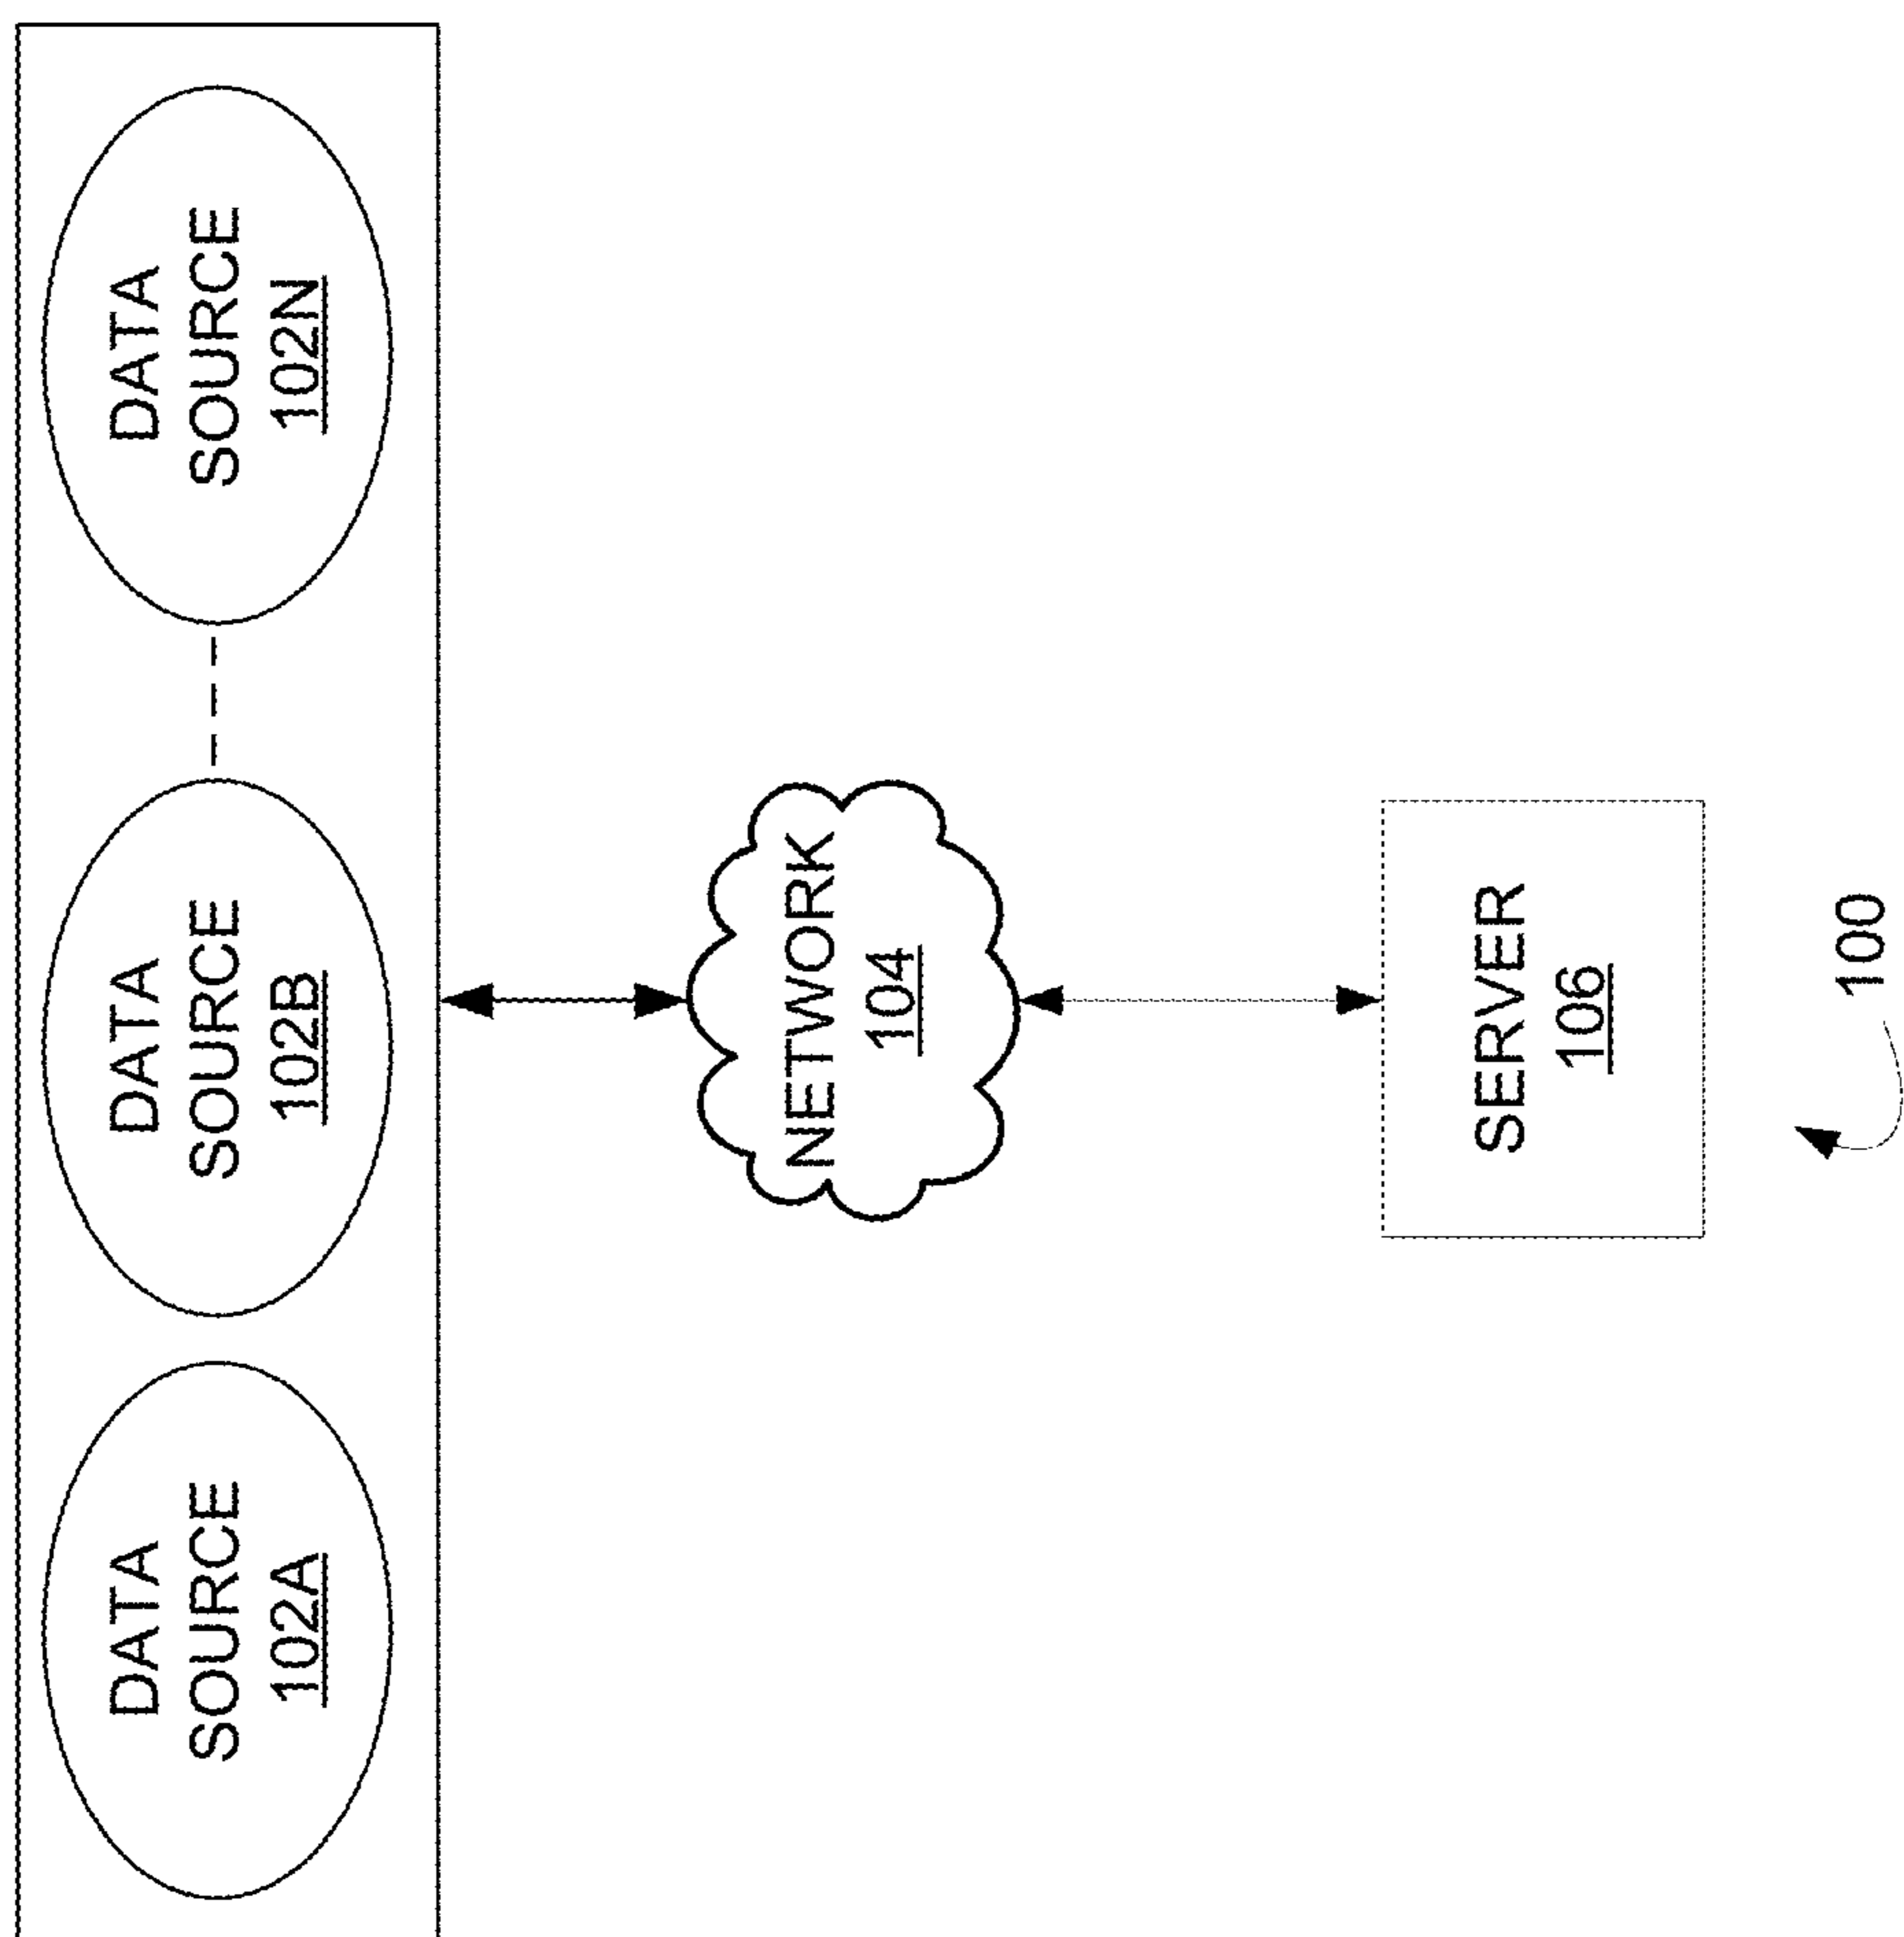 DATA
SOURCE
102A
DATA
SOURCE
102B
DATA
SOURCE
102N
NETWORK
104
SERVER
106
100